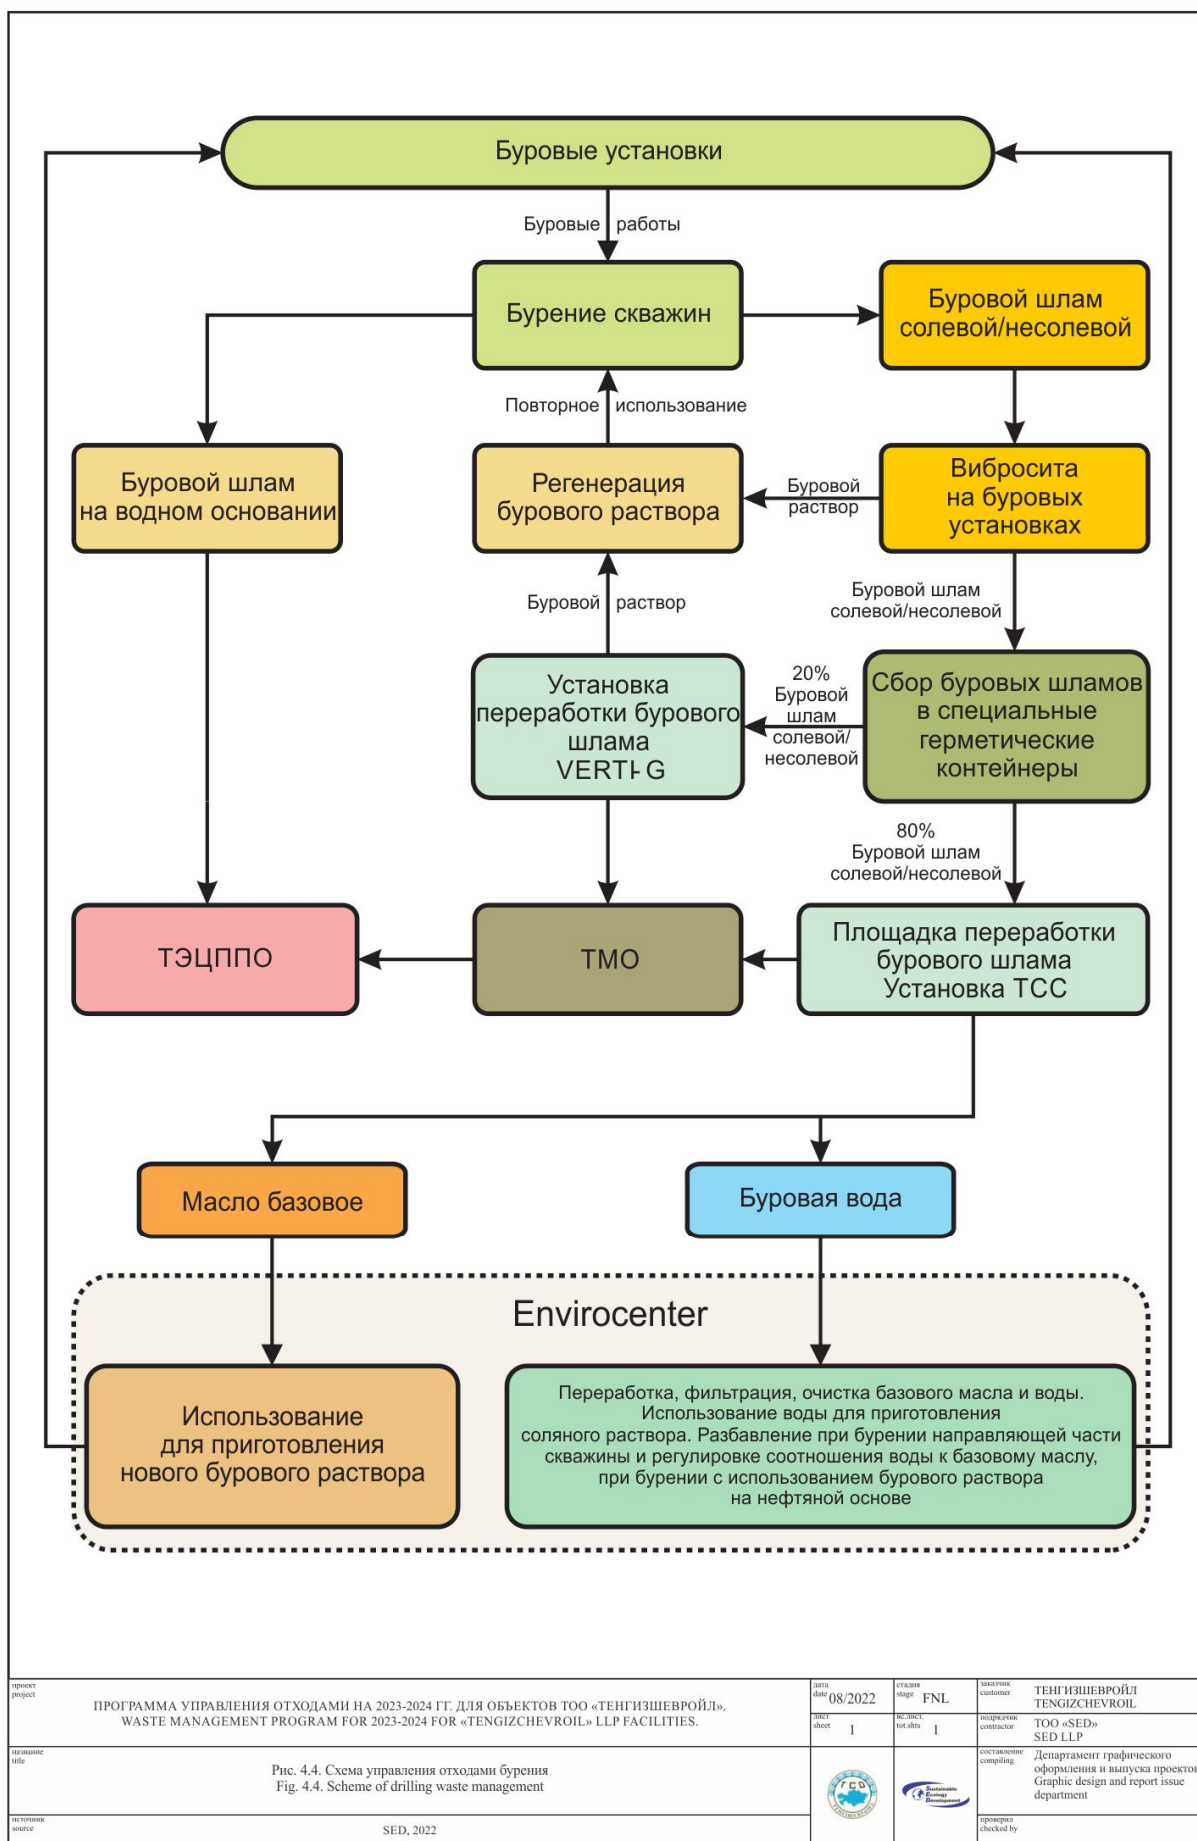 Буровые установки
Буровые работы
Бурение скважин
Буровой шлам
солевой/несолевой
Повторное использование
Буровой шлам
на водном основании
Регенерация
бурового раствора
Буровой
раствор
Вибросита
на буровых
установках
Буровой раствор
Буровой шлам
солевой/несолевой
Установка
переработки бурового
шлама
VERTI-G
20%
Буровой
шлам
солевой/
несолевой
Сбор буровых шламов
в специальные
герметические
контейнеры
80%
Буровой шлам
солевой/несолевой
ТЭЦППО
ТМО
Площадка переработки
бурового шлама
Установка ТСС
Масло базовое
Буровая вода
Envirocenter
Использование
для приготовления
нового бурового раствора
Переработка, фильтрация, очистка базового масла и воды.
Использование воды для приготовления
соляного раствора. Разбавление при бурении направляющей части
скважины и регулировке соотношения воды к базовому маслу,
при бурении с использованием бурового раствора
на нефтяной основе
проект
project
ПРОГРАММА УПРАВЛЕНИЯ ОТХОДАМИ НА 2023-2024 ГГ. ДЛЯ ОБЪЕКТОВ ТОО «ТЕНГИЗШЕВРОЙЛ».
WASTE MANAGEMENT PROGRAM FOR 2023-2024 FOR «TENGIZCHEVROIL» LLP FACILITIES.
дата
date 08/2022
стадия
stage FNL
заказчик
customer
ТЕНГИЗШЕВРОЙЛ
TENGIZCHEVROIL
лист
sheet 1
вс.лист.
tot.shts 1
подрядчик
contractor
ТОО «SED»
SED LLP
название
title
Рис. 4.4. Схема управления отходами бурения
Fig. 4.4. Scheme of drilling waste management
TCO
Sustainable
Ecology
Development
составление
compiling
Департамент графического
оформления и выпуска проектов
Graphic design and report issue
department
источник
source
SED, 2022
проверил
checked by